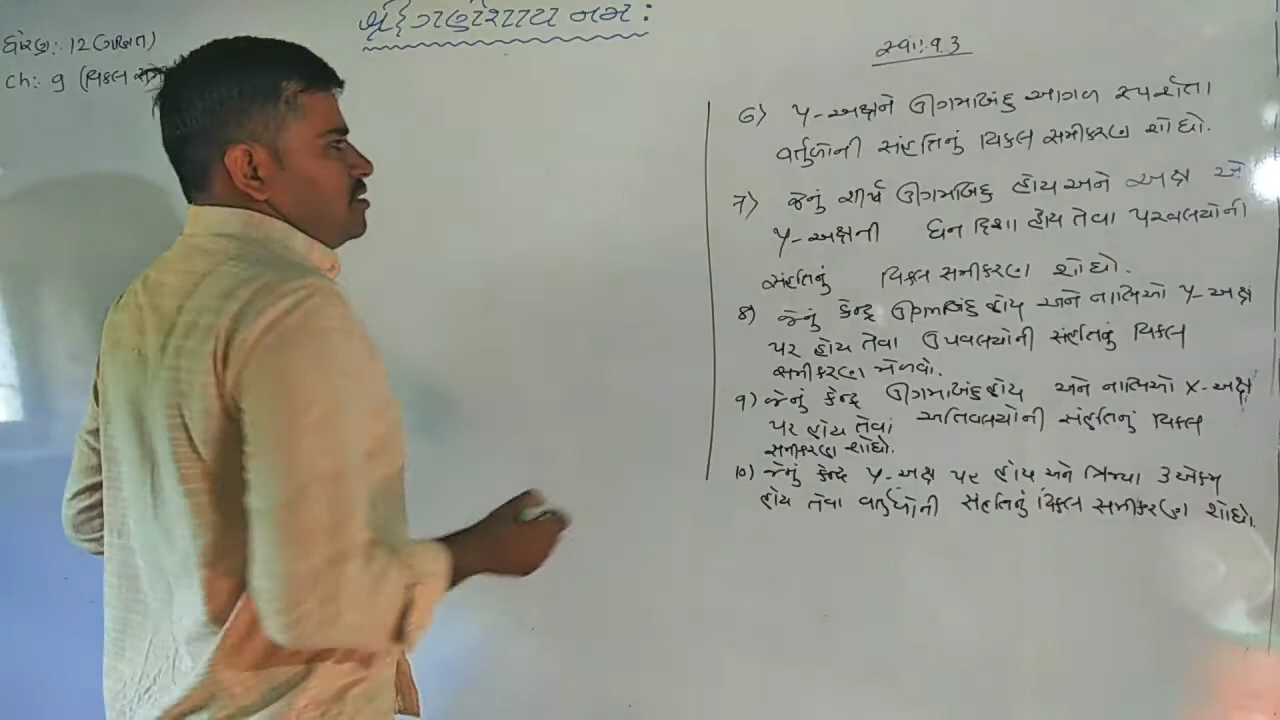 શ્રી ગણેશાય નમ:
ધોરણ: 12 (ગણિત)
ch: 9 (વિકલ
સ્વા: 9.3
6) y-અક્ષને ઊગમબિંદુ આગળ સ્પર્શતા
વર્તુળોની સંહતિનું વિકલ સમીકરણ શોધો.
7) જેનું શીર્ષ ઊગમબિંદુ હોય અને અક્ષ એ
y-અક્ષની ધન દિશા હોય તેવા પરવલયોની
સંહતિનું વિકલ સમીકરણ શોધો.
8) જેનું કેન્દ્ર ઊગમબિંદુ હોય અને નાભિઓ y-અક્ષ
પર હોય તેવા ઉપવલયોની સંહતિનું વિકલ
સમીકરણ મેળવો.
9) જેનું કેન્દ્ર ઊગમબિંદુ હોય અને નાભિઓ x-અક્ષ
પર હોય તેવાં અતિવલયોની સંહતિનું વિકલ
સમીકરણ શોધો.
10) જેનું કેન્દ્ર y-અક્ષ પર હોય અને ત્રિજ્યા 3 એકમ
હોય તેવા વર્તુળોની સંહતિનું વિકલ સમીકરણ શોધો.